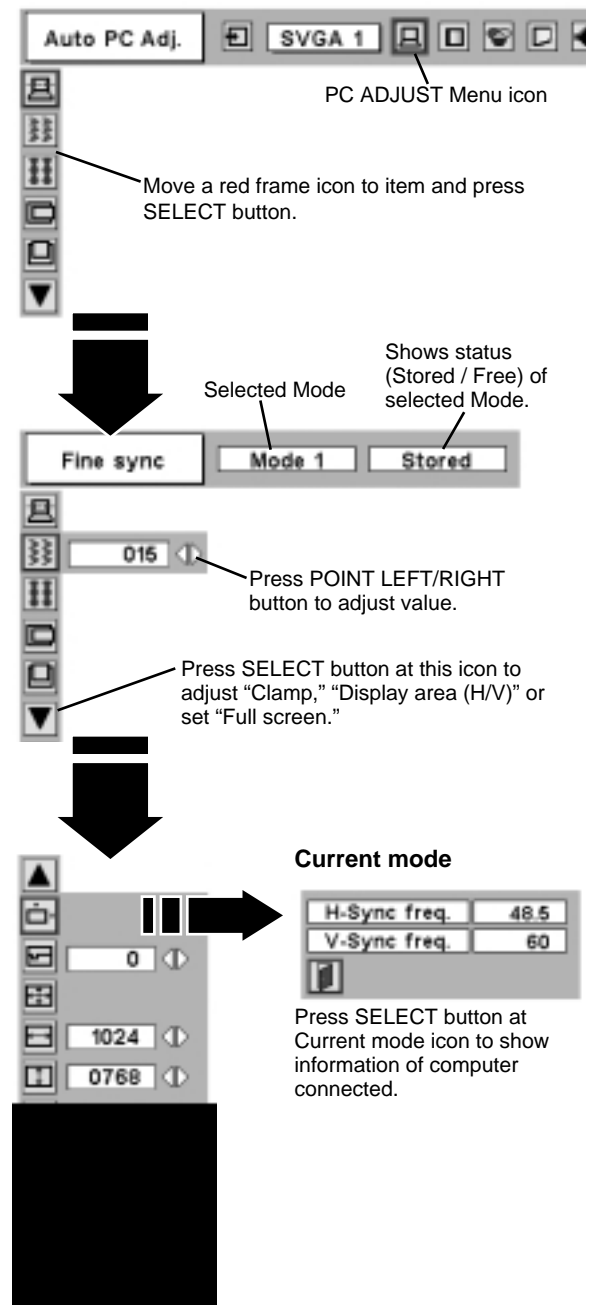 Auto PC Adj.
SVGA 1
PC ADJUST Menu icon
Move a red frame icon to item and press
SELECT button.
Shows status
(Stored / Free) of
selected Mode.
Selected Mode
Fine sync
Mode 1
Stored
015
Press POINT LEFT/RIGHT
button to adjust value.
Press SELECT button at this icon to
adjust “Clamp,” “Display area (H/V)” or
set “Full screen.”
Current mode
H-Sync freq. 48.5
V-Sync freq. 60
0
1024
0768
Press SELECT button at
Current mode icon to show
information of computer
connected.